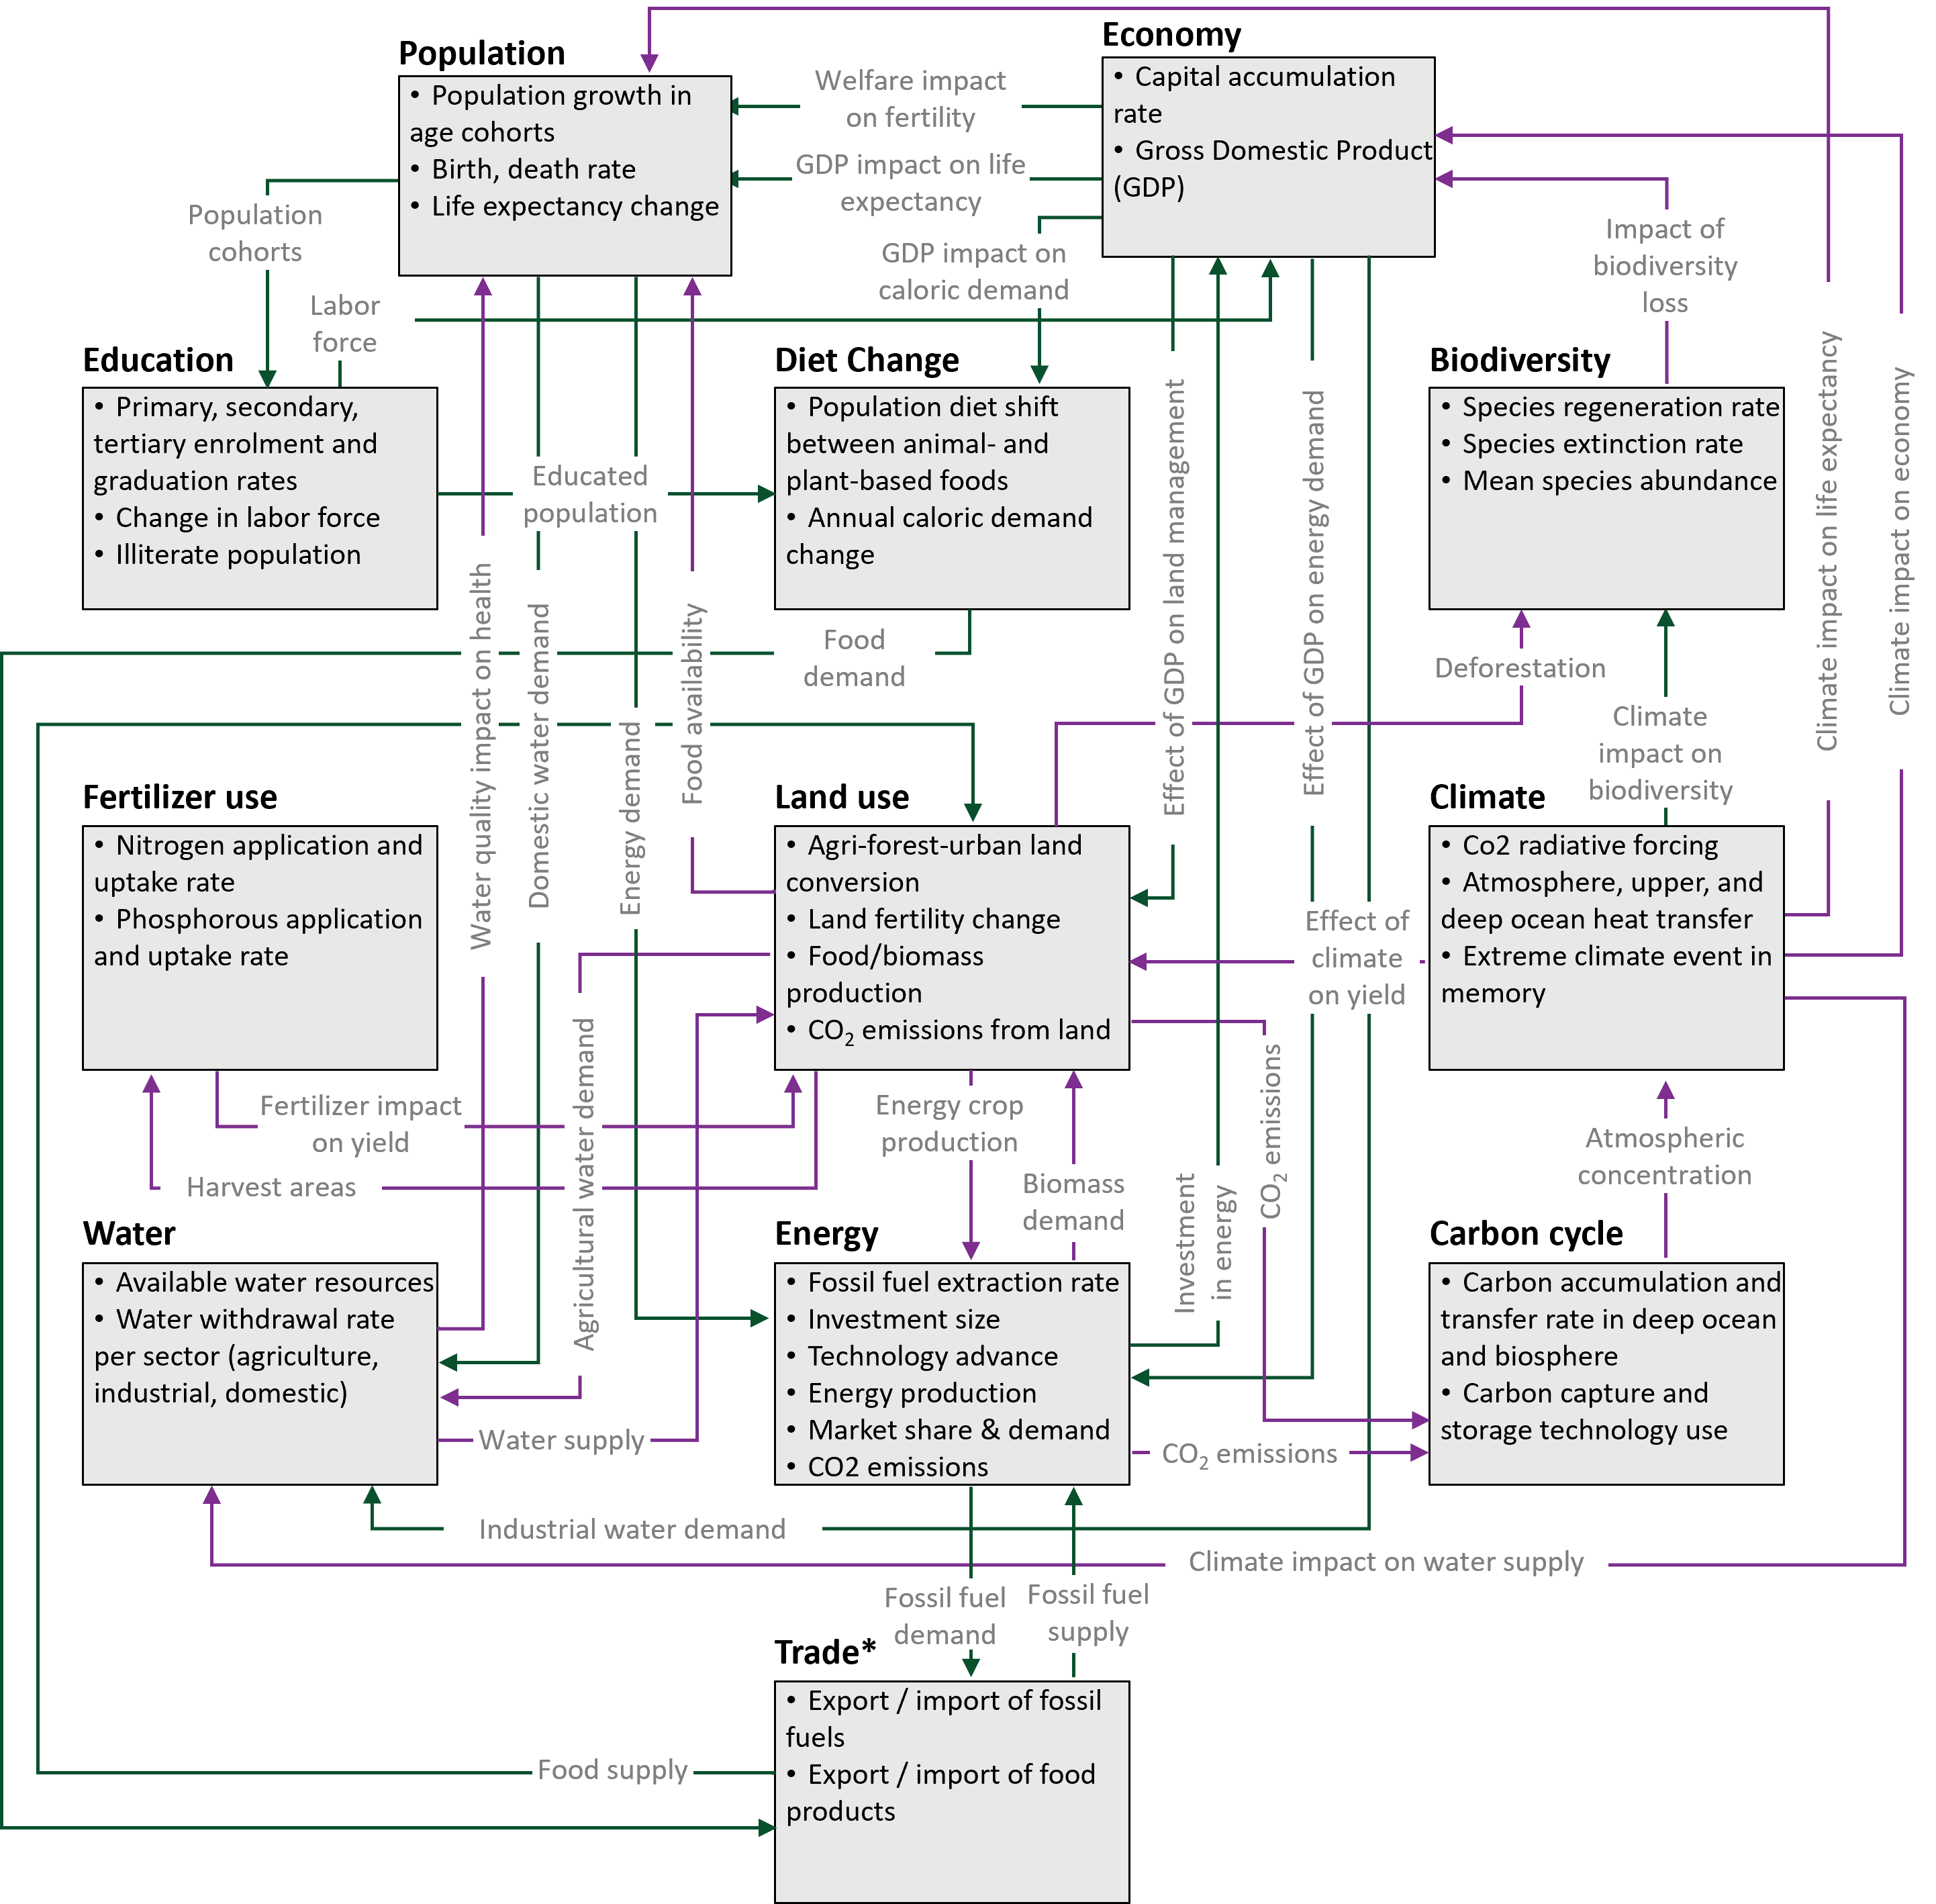 Economy
• Capital accumulation
rate
• Gross Domestic Product
(GDP)
Population
• Population growth in
age cohorts
• Birth, death rate
• Life expectancy change
Welfare impact
on fertility
GDP impact on life
expectancy
GDP impact on
caloric demand
Population
cohorts
Labor
force
Impact of
biodiversity
loss
Education
• Primary, secondary,
tertiary enrolment and
graduation rates
• Change in labor force
• Illiterate population
Educated
population
Diet Change
• Population diet shift
between animal- and
plant-based foods
• Annual caloric demand
change
Biodiversity
• Species regeneration rate
• Species extinction rate
• Mean species abundance
Climate impact on life expectancy
Climate impact on economy
Effect of GDP on land management
Effect of GDP on energy demand
Water quality impact on health
Domestic water demand
Energy demand
Food availability
Food
demand
Deforestation
Climate
impact on
biodiversity
Fertilizer use
• Nitrogen application and
uptake rate
• Phosphorous application
and uptake rate
Land use
• Agri-forest-urban land
conversion
• Land fertility change
• Food/biomass
production
• CO2 emissions from land
Effect of
climate
on yield
Climate
• Co2 radiative forcing
• Atmosphere, upper, and
deep ocean heat transfer
• Extreme climate event in
memory
Fertilizer impact
on yield
Harvest areas
Agricultural water demand
Energy crop
production
Biomass
demand
Investment
in energy
CO2 emissions
Atmospheric
concentration
Water
• Available water resources
• Water withdrawal rate
per sector (agriculture,
industrial, domestic)
Water supply
Energy
• Fossil fuel extraction rate
• Investment size
• Technology advance
• Energy production
• Market share & demand
• CO2 emissions
CO2 emissions
Carbon cycle
• Carbon accumulation and
transfer rate in deep ocean
and biosphere
• Carbon capture and
storage technology use
Industrial water demand
Climate impact on water supply
Fossil fuel
demand
Fossil fuel
supply
Trade*
• Export / import of fossil
fuels
• Export / import of food
products
Food supply